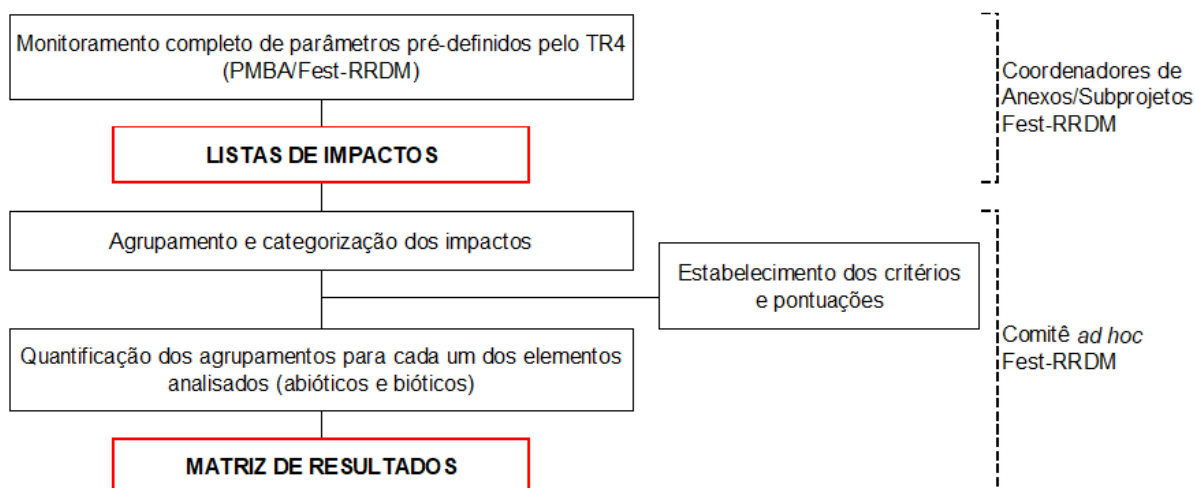 Monitoramento completo de parâmetros pré-definidos pelo TR4
(PMBA/Fest-RRDM)
Coordenadores de
Anexos/Subprojetos
Fest-RRDM
LISTAS DE IMPACTOS
Agrupamento e categorização dos impactos
Estabelecimento dos critérios
e pontuações
Quantificação dos agrupamentos para cada um dos elementos
analisados (abióticos e bióticos)
Comitê ad hoc
Fest-RRDM
MATRIZ DE RESULTADOS